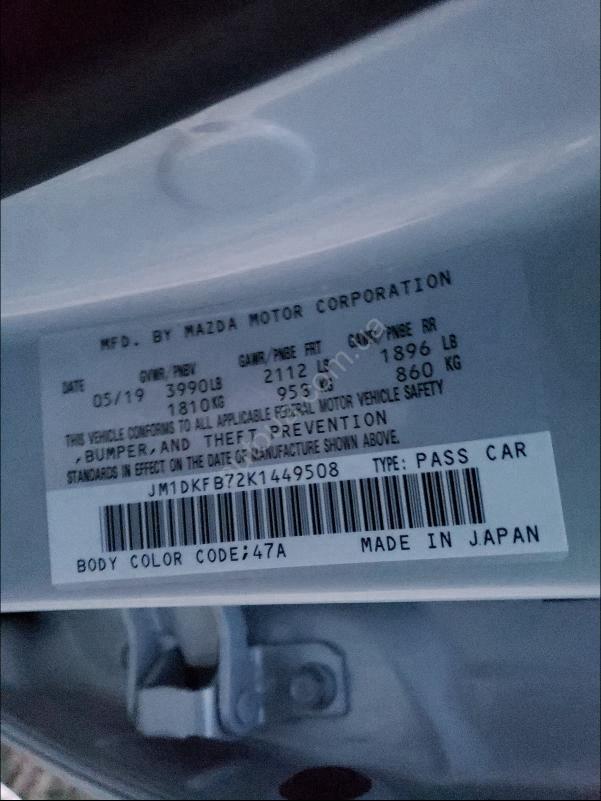 MFD. BY MAZDA MOTOR CORPORATION
DATE GVWR/PNBV GAWR/PNBE FRT GAWR/PNBE RR
05/19 3990LB 2112 LB 1896 LB
1810KG 958 KG 860 KG
THIS VEHICLE CONFORMS TO ALL APPLICABLE FEDERAL MOTOR VEHICLE SAFETY
,BUMPER,AND THEFT PREVENTION
STANDARDS IN EFFECT ON THE DATE OF MANUFACTURE SHOWN ABOVE.
JM1DKFB72K1449508 TYPE: PASS CAR
BODY COLOR CODE;47A MADE IN JAPAN